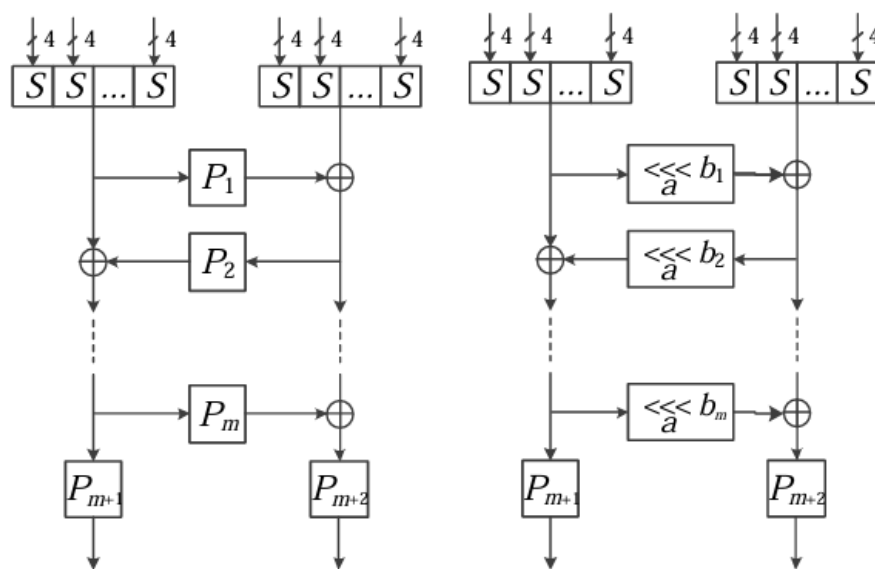 4 4 4 4 4 4 4 4 4 4 4 4
S S ... S S S ... S S S ... S S S ... S
P1 <<< a b1
P2 <<< a b2
Pm <<< a bm
Pm+1 Pm+2 Pm+1 Pm+2